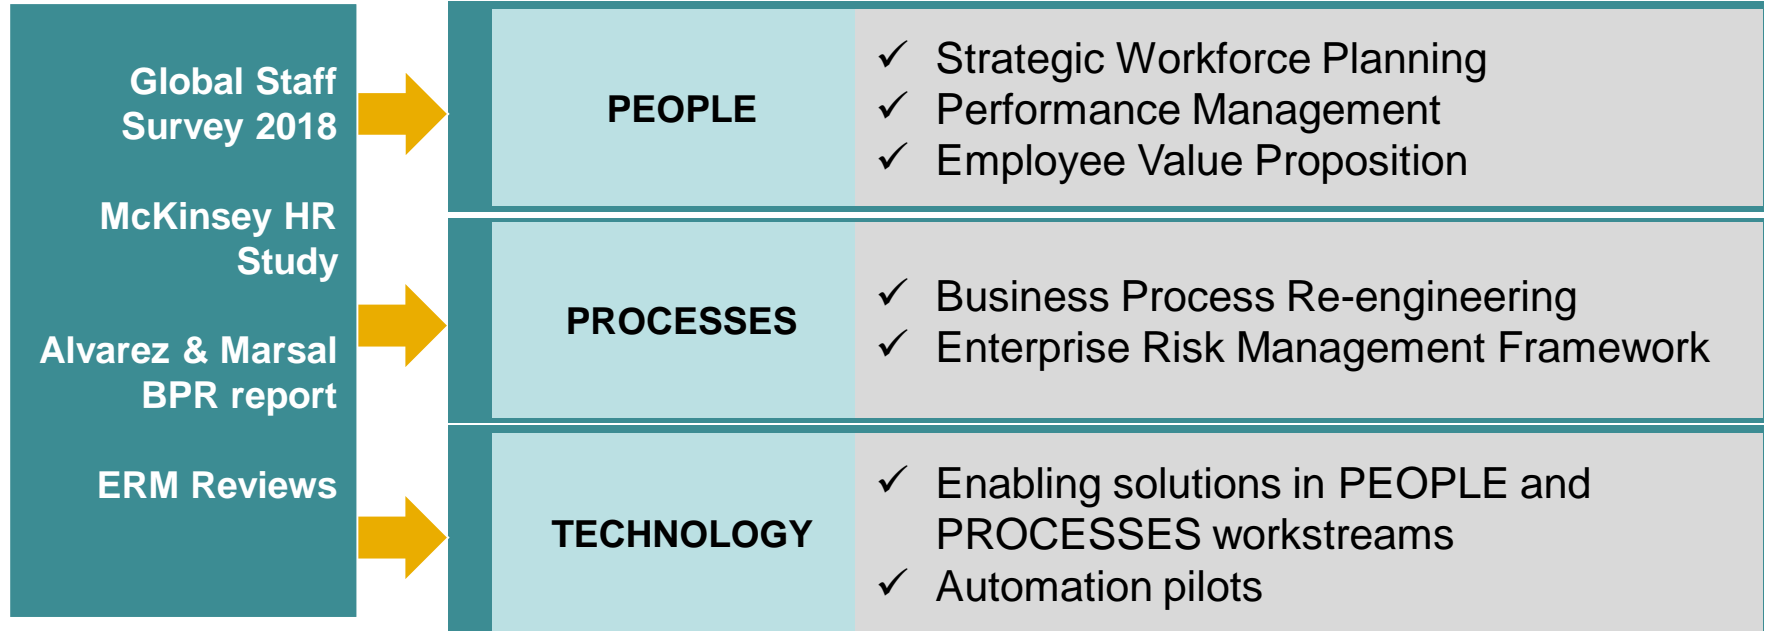 Global Staff
Survey 2018
McKinsey HR
Study
Alvarez & Marsal
BPR report
ERM Reviews
PEOPLE
✓ Strategic Workforce Planning
✓ Performance Management
✓ Employee Value Proposition
PROCESSES
✓ Business Process Re-engineering
✓ Enterprise Risk Management Framework
TECHNOLOGY
✓ Enabling solutions in PEOPLE and
PROCESSES workstreams
✓ Automation pilots